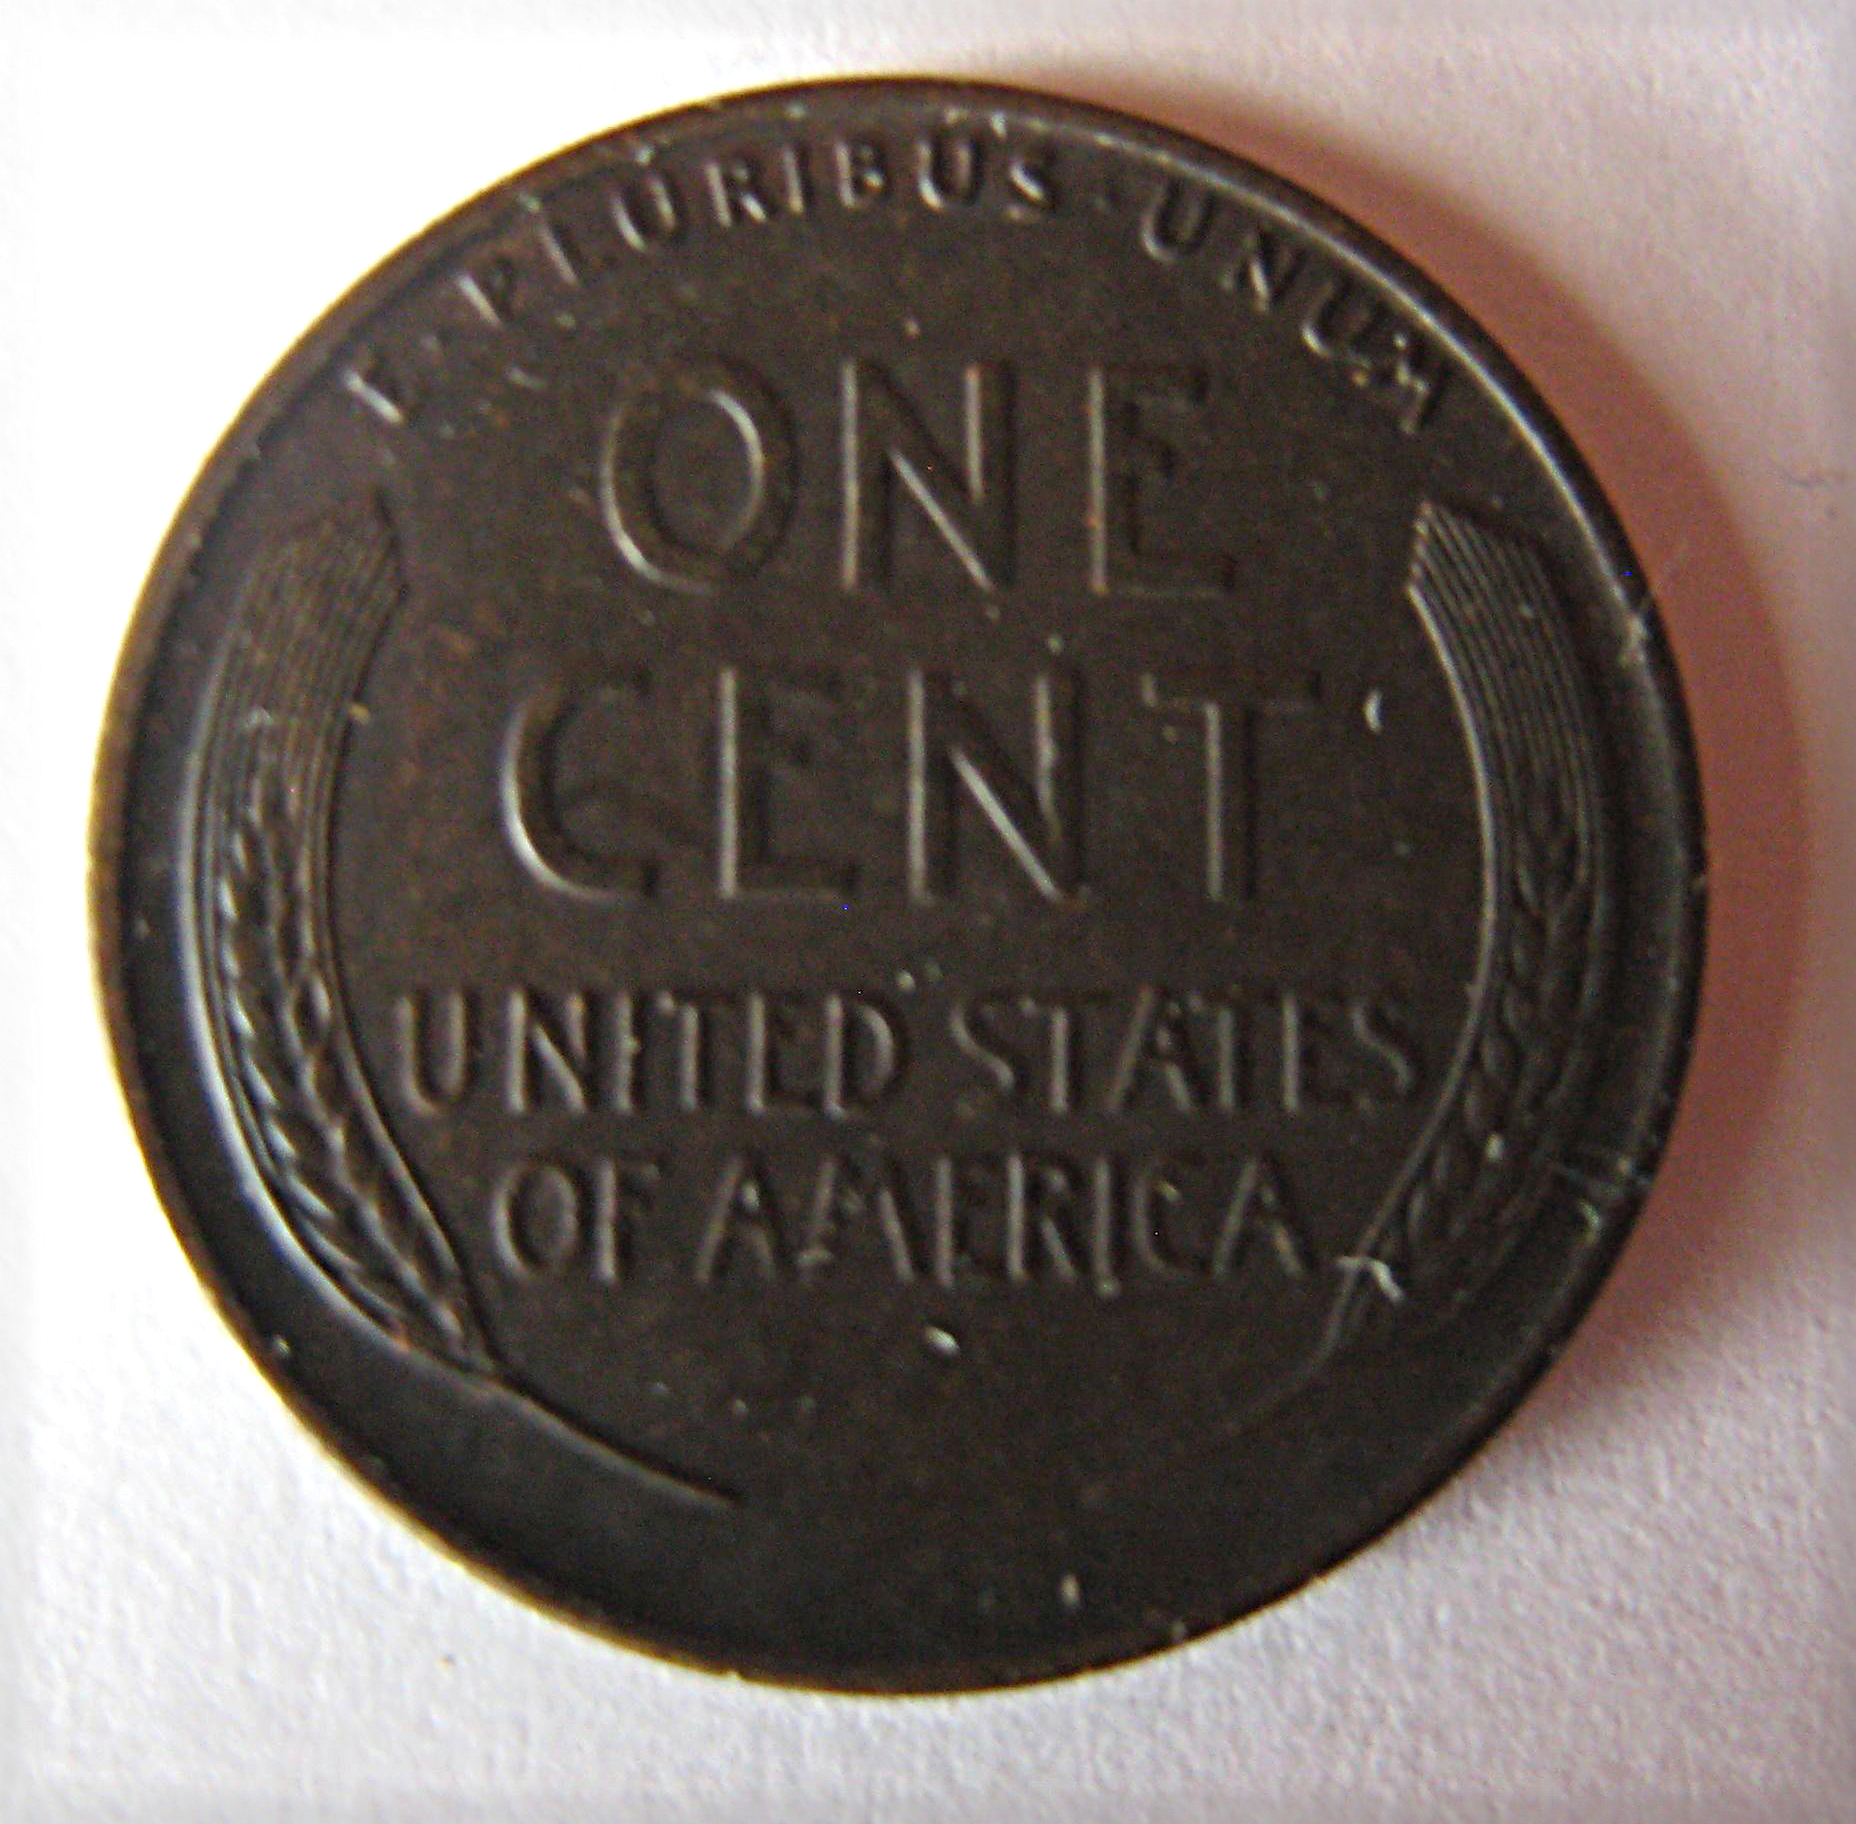 E · PLURIBUS · UNUM
ONE
CENT
UNITED STATES
OF AMERICA